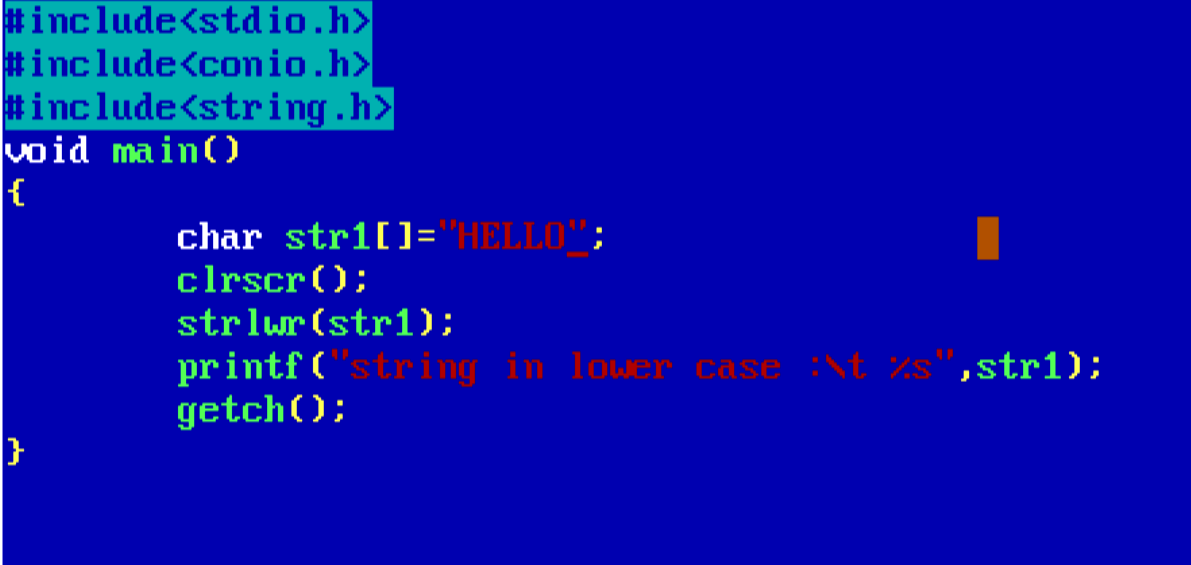 #include<stdio.h>
#include<conio.h>
#include<string.h>
void main()
{
        char str1[]="HELLO";
        clrscr();
        strlwr(str1);
        printf("string in lower case :\t %s",str1);
        getch();
}